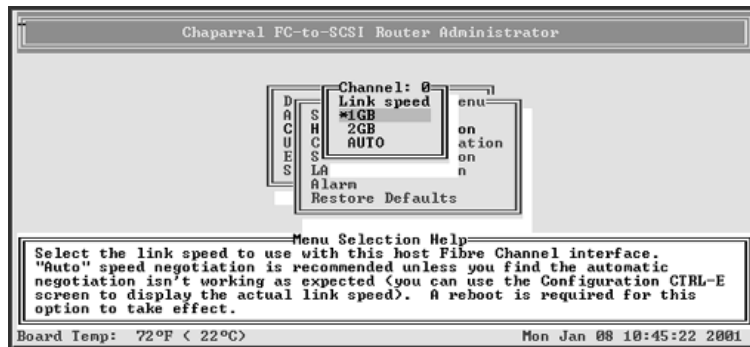 Chaparral FC-to-SCSI Router Administrator
Channel: 0
D Link speed enu
A S *1GB
C H 2GB on
U C AUTO ation
E S on
S LA n
Alarm
Restore Defaults
Menu Selection Help
Select the link speed to use with this host Fibre Channel interface.
"Auto" speed negotiation is recommended unless you find the automatic
negotiation isn't working as expected (you can use the Configuration CTRL-E
screen to display the actual link speed). A reboot is required for this
option to take effect.
Board Temp: 72°F ( 22°C) Mon Jan 08 10:45:22 2001